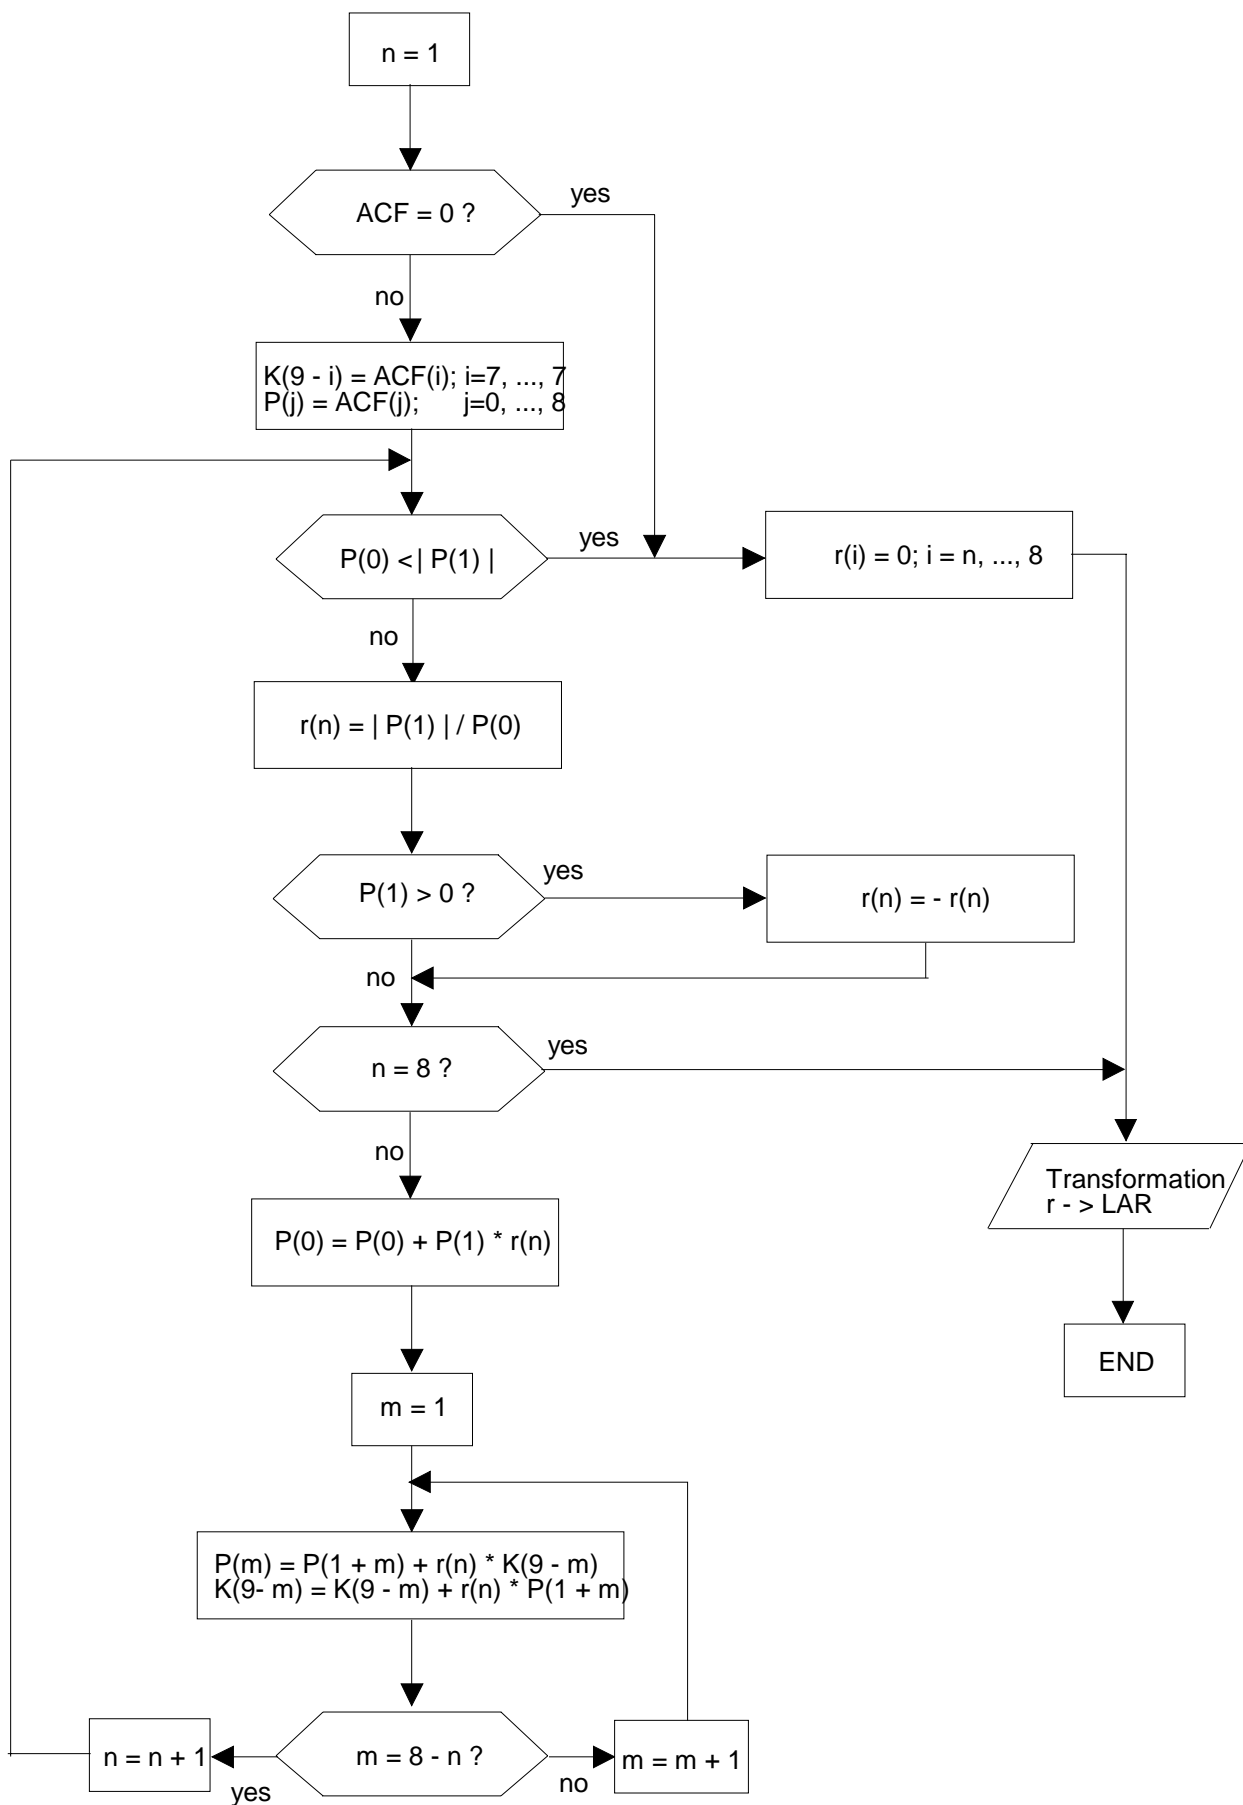 n = 1
ACF = 0 ?
yes
no
K(9 - i) = ACF(i); i=7, ..., 7
P(j) = ACF(j); j=0, ..., 8
P(0) <| P(1) |
yes
r(i) = 0; i = n, ..., 8
no
r(n) = | P(1) | / P(0)
P(1) > 0 ?
yes
r(n) = - r(n)
no
n = 8 ?
yes
no
Transformation
r - > LAR
P(0) = P(0) + P(1) * r(n)
END
m = 1
P(m) = P(1 + m) + r(n) * K(9 - m)
K(9- m) = K(9 - m) + r(n) * P(1 + m)
n = n + 1
yes
m = 8 - n ?
no
m = m + 1